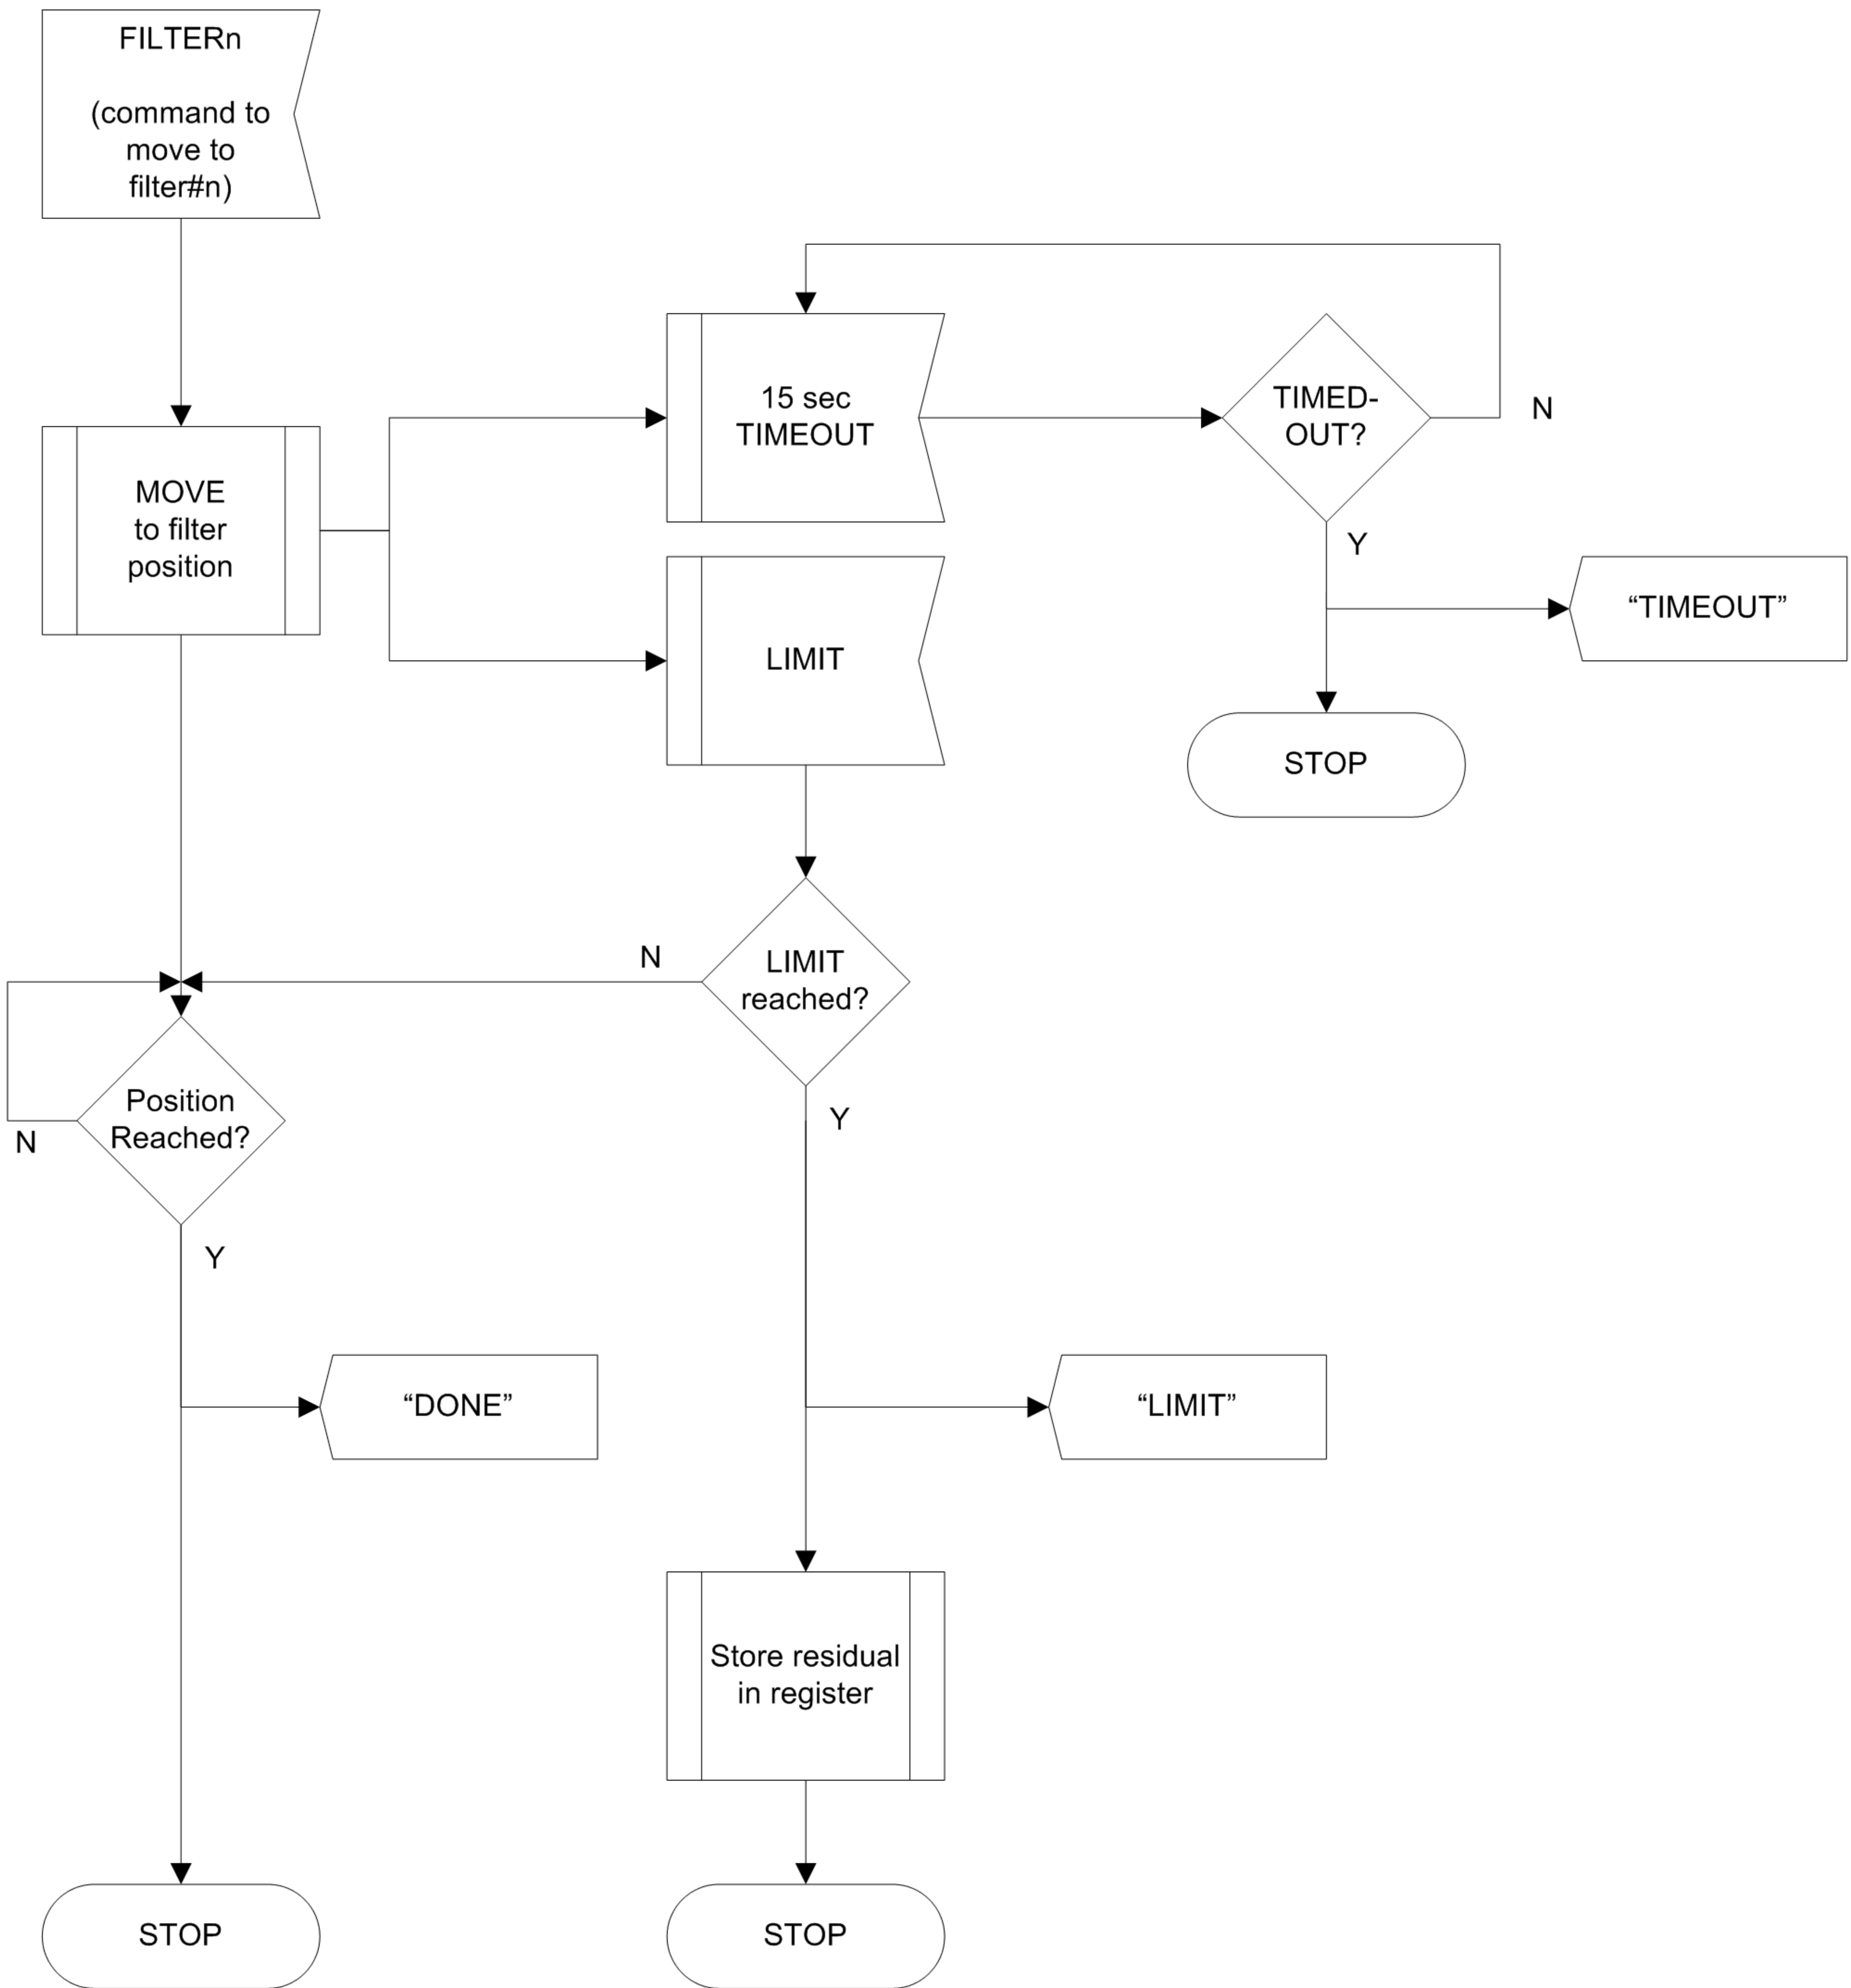 FILTERn
(command to
move to
filter#n)
15 sec
TIMEOUT
TIMED-
OUT?
N
MOVE
to filter
position
Y
“TIMEOUT”
LIMIT
STOP
N
LIMIT
reached?
Position
Reached?
N
Y
Y
“DONE”
“LIMIT”
Store residual
in register
STOP
STOP